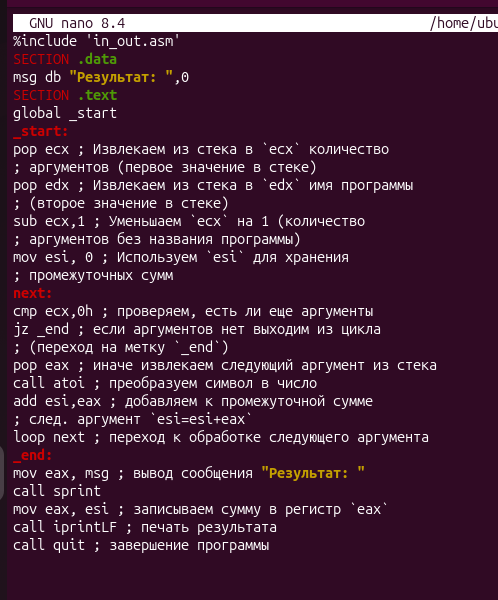 GNU nano 8.4 /home/ubu
%include 'in_out.asm'
SECTION .data
msg db "Результат: ",0
SECTION .text
global _start
_start:
pop ecx ; Извлекаем из стека в `ecx` количество
; аргументов (первое значение в стеке)
pop edx ; Извлекаем из стека в `edx` имя программы
; (второе значение в стеке)
sub ecx,1 ; Уменьшаем `ecx` на 1 (количество
; аргументов без названия программы)
mov esi, 0 ; Используем `esi` для хранения
; промежуточных сумм
next:
cmp ecx,0h ; проверяем, есть ли еще аргументы
jz _end ; если аргументов нет выходим из цикла
; (переход на метку `_end`)
pop eax ; иначе извлекаем следующий аргумент из стека
call atoi ; преобразуем символ в число
add esi,eax ; добавляем к промежуточной сумме
; след. аргумент `esi=esi+eax`
loop next ; переход к обработке следующего аргумента
_end:
mov eax, msg ; вывод сообщения "Результат: "
call sprint
mov eax, esi ; записываем сумму в регистр `eax`
call iprintLF ; печать результата
call quit ; завершение программы